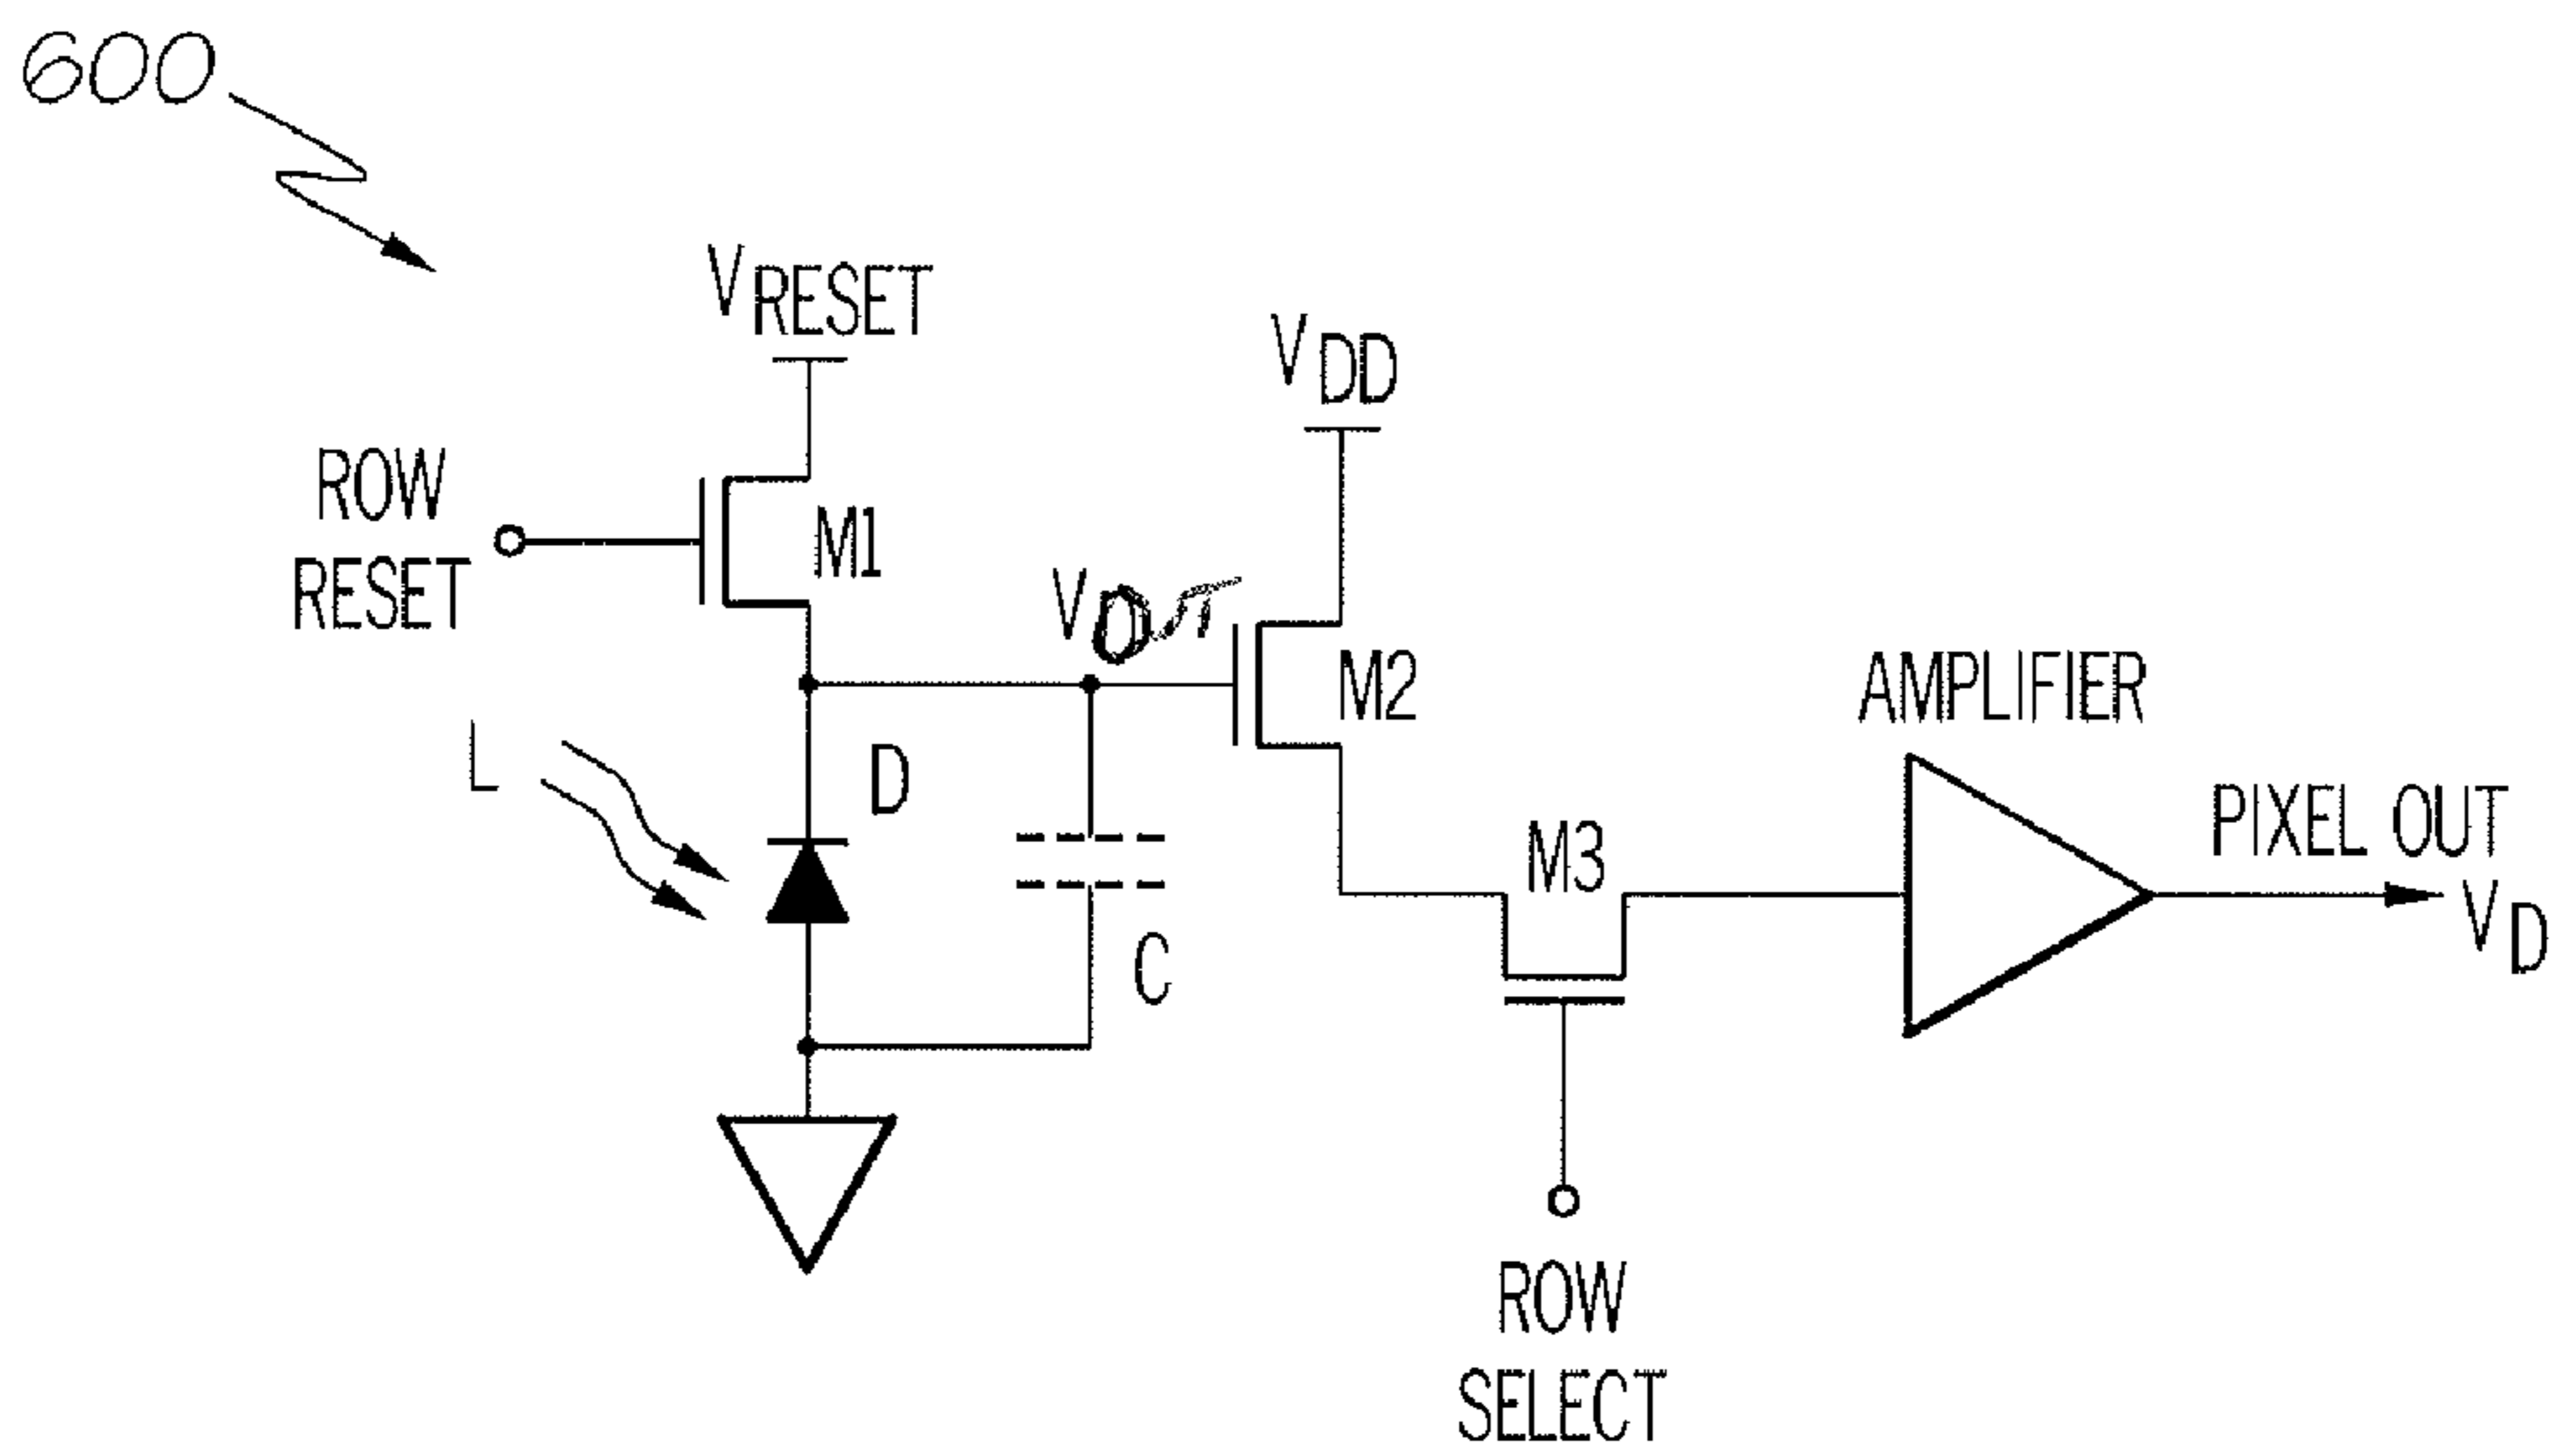 600
VRESET
VDD
ROW
RESET
M1
VOUT
M2
AMPLIFIER
L
D
M3
PIXEL OUT
VD
C
ROW
SELECT